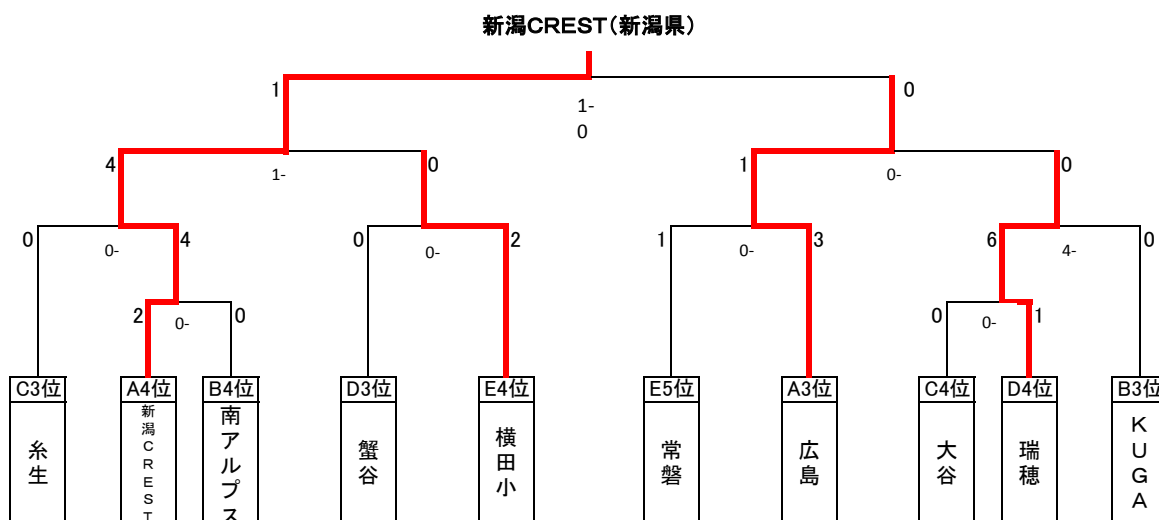 新潟CREST(新潟県)
1
0
1-
0
4
0
1
0
1-
0-
0
4
0
2
1
3
6
0
0-
0-
0-
4-
2
0
0
1
0-
0-
C3位
A4位
B4位
D3位
E4位
E5位
A3位
C4位
D4位
B3位
糸生
新潟CREST
南アルプス
蟹谷
横田小
常磐
広島
大谷
瑞穂
KUGA